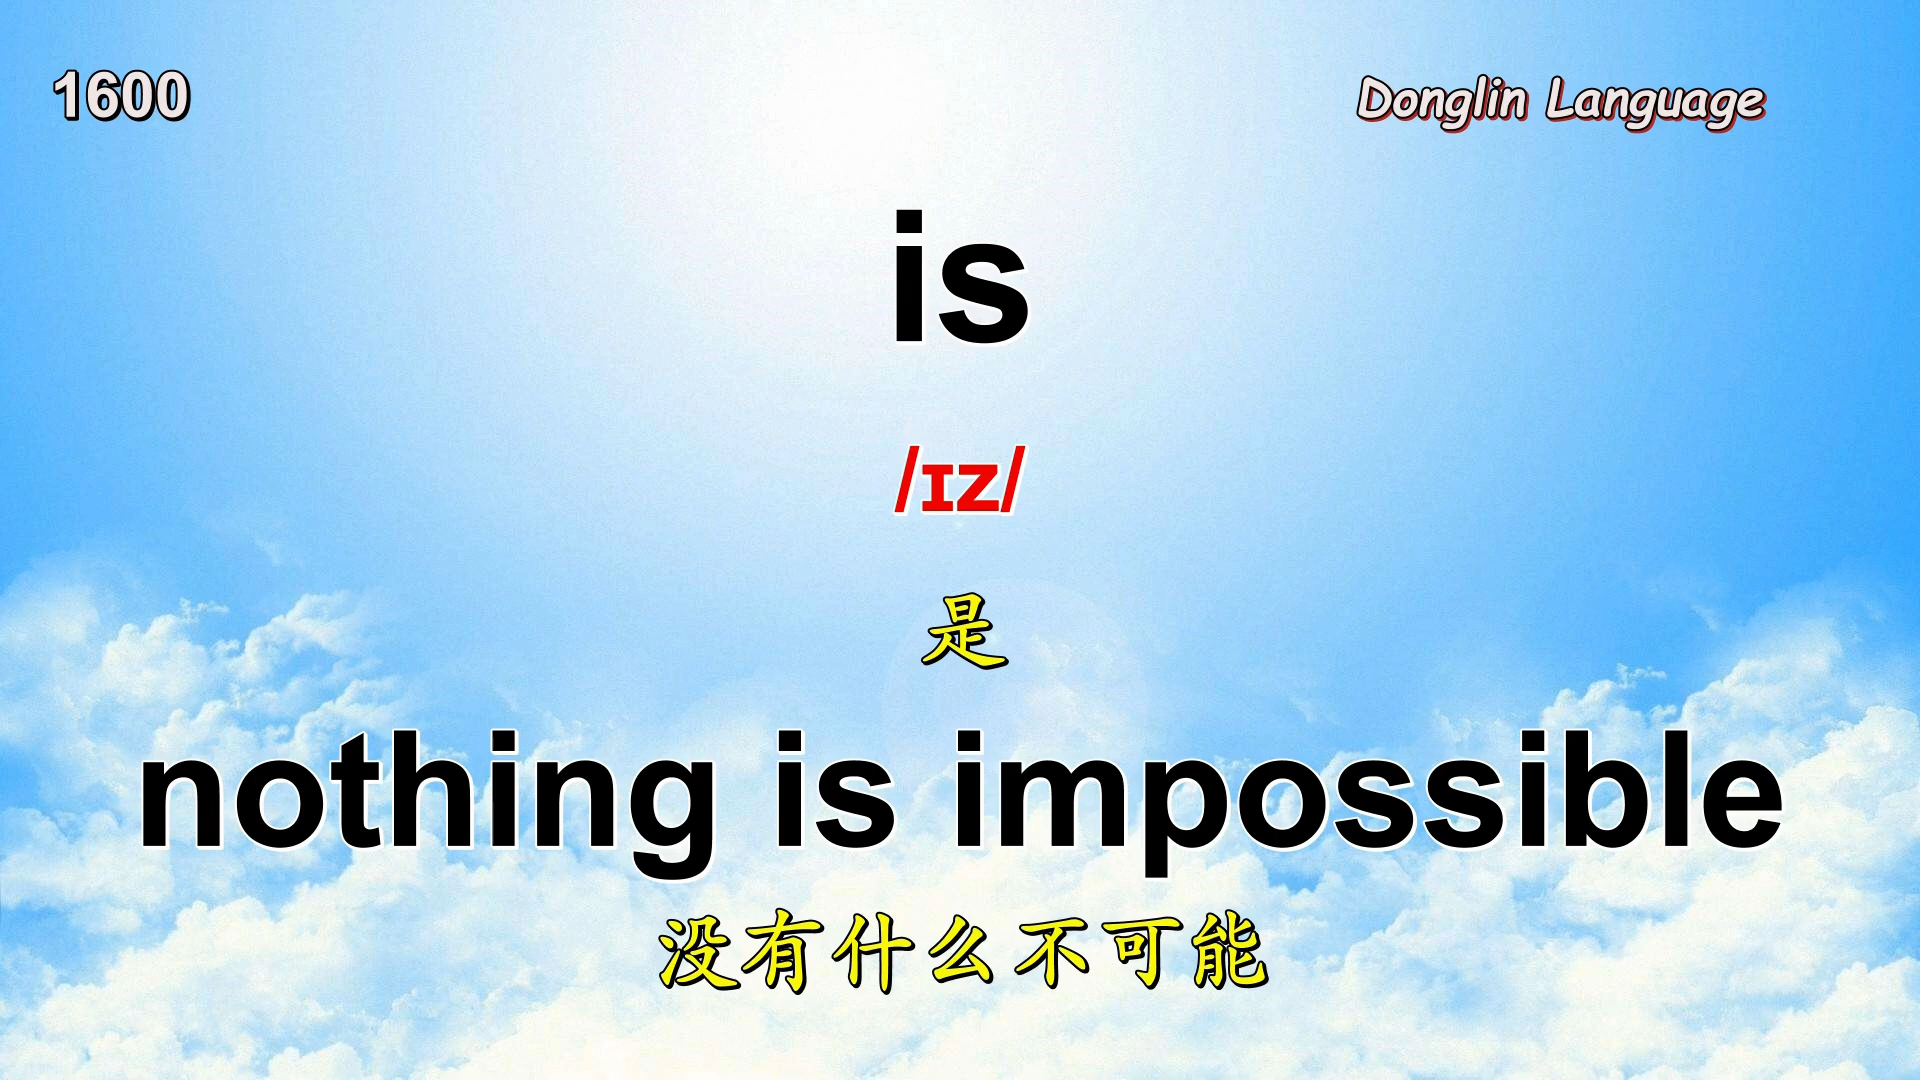 1600
Donglin Language
is
/ɪz/
是
nothing is impossible
没有什么不可能